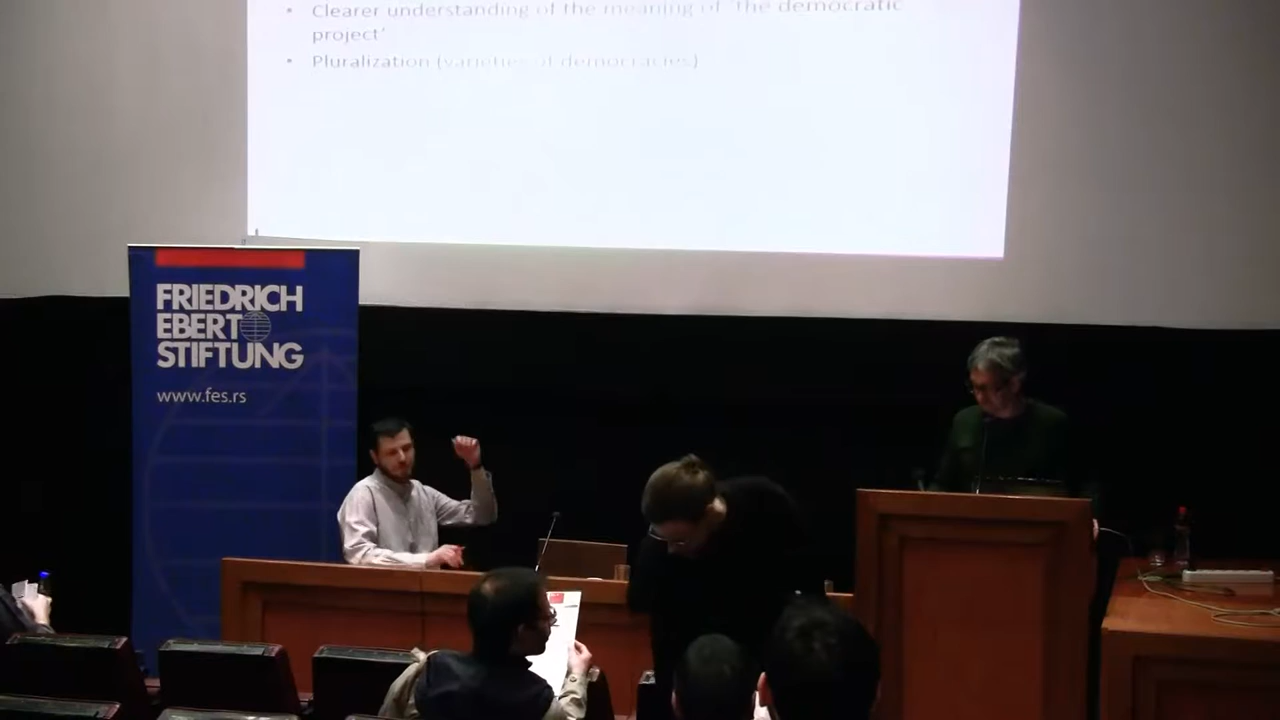 • Clearer understanding of the meaning of 'the democratic
project'
• Pluralization (varieties of democracies)
FRIEDRICH
EBERT
STIFTUNG
www.fes.rs